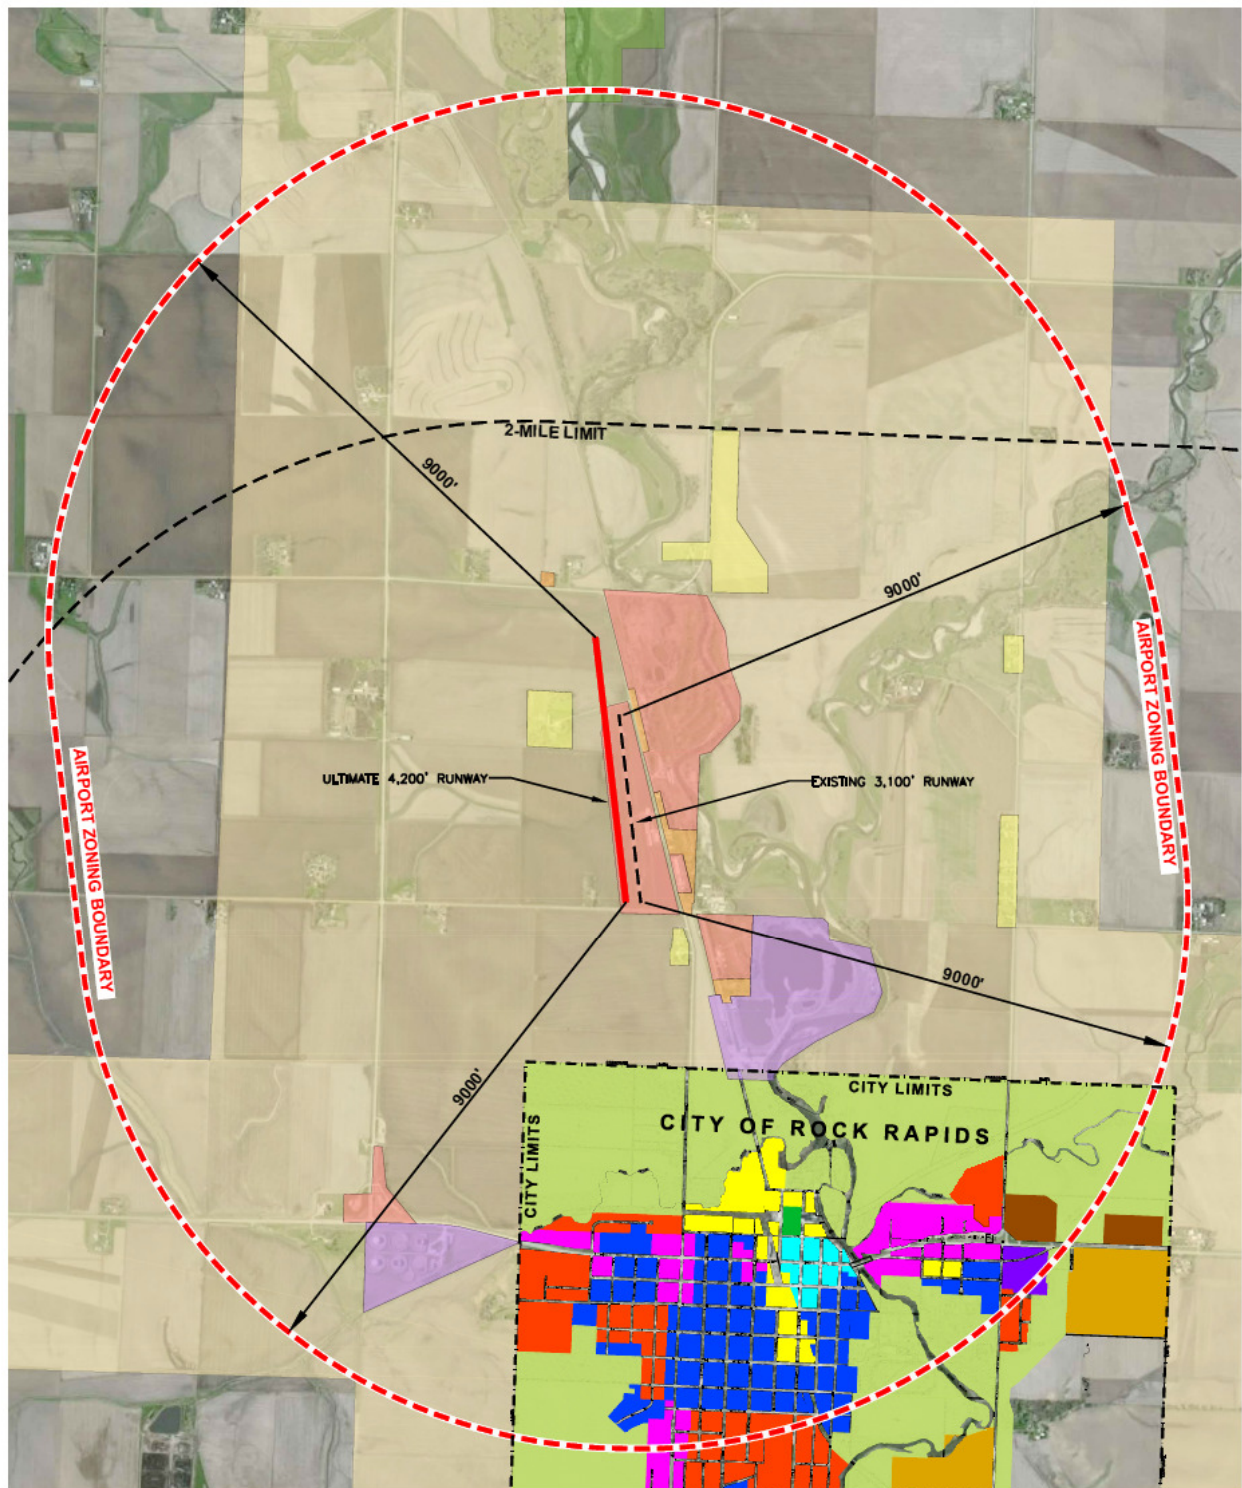 2-MILE LIMIT
9000'
9000'
AIRPORT ZONING BOUNDARY
AIRPORT ZONING BOUNDARY
ULTIMATE 4,200' RUNWAY
EXISTING 3,100' RUNWAY
9000'
9000'
CITY LIMITS
CITY OF ROCK RAPIDS
CITY LIMITS